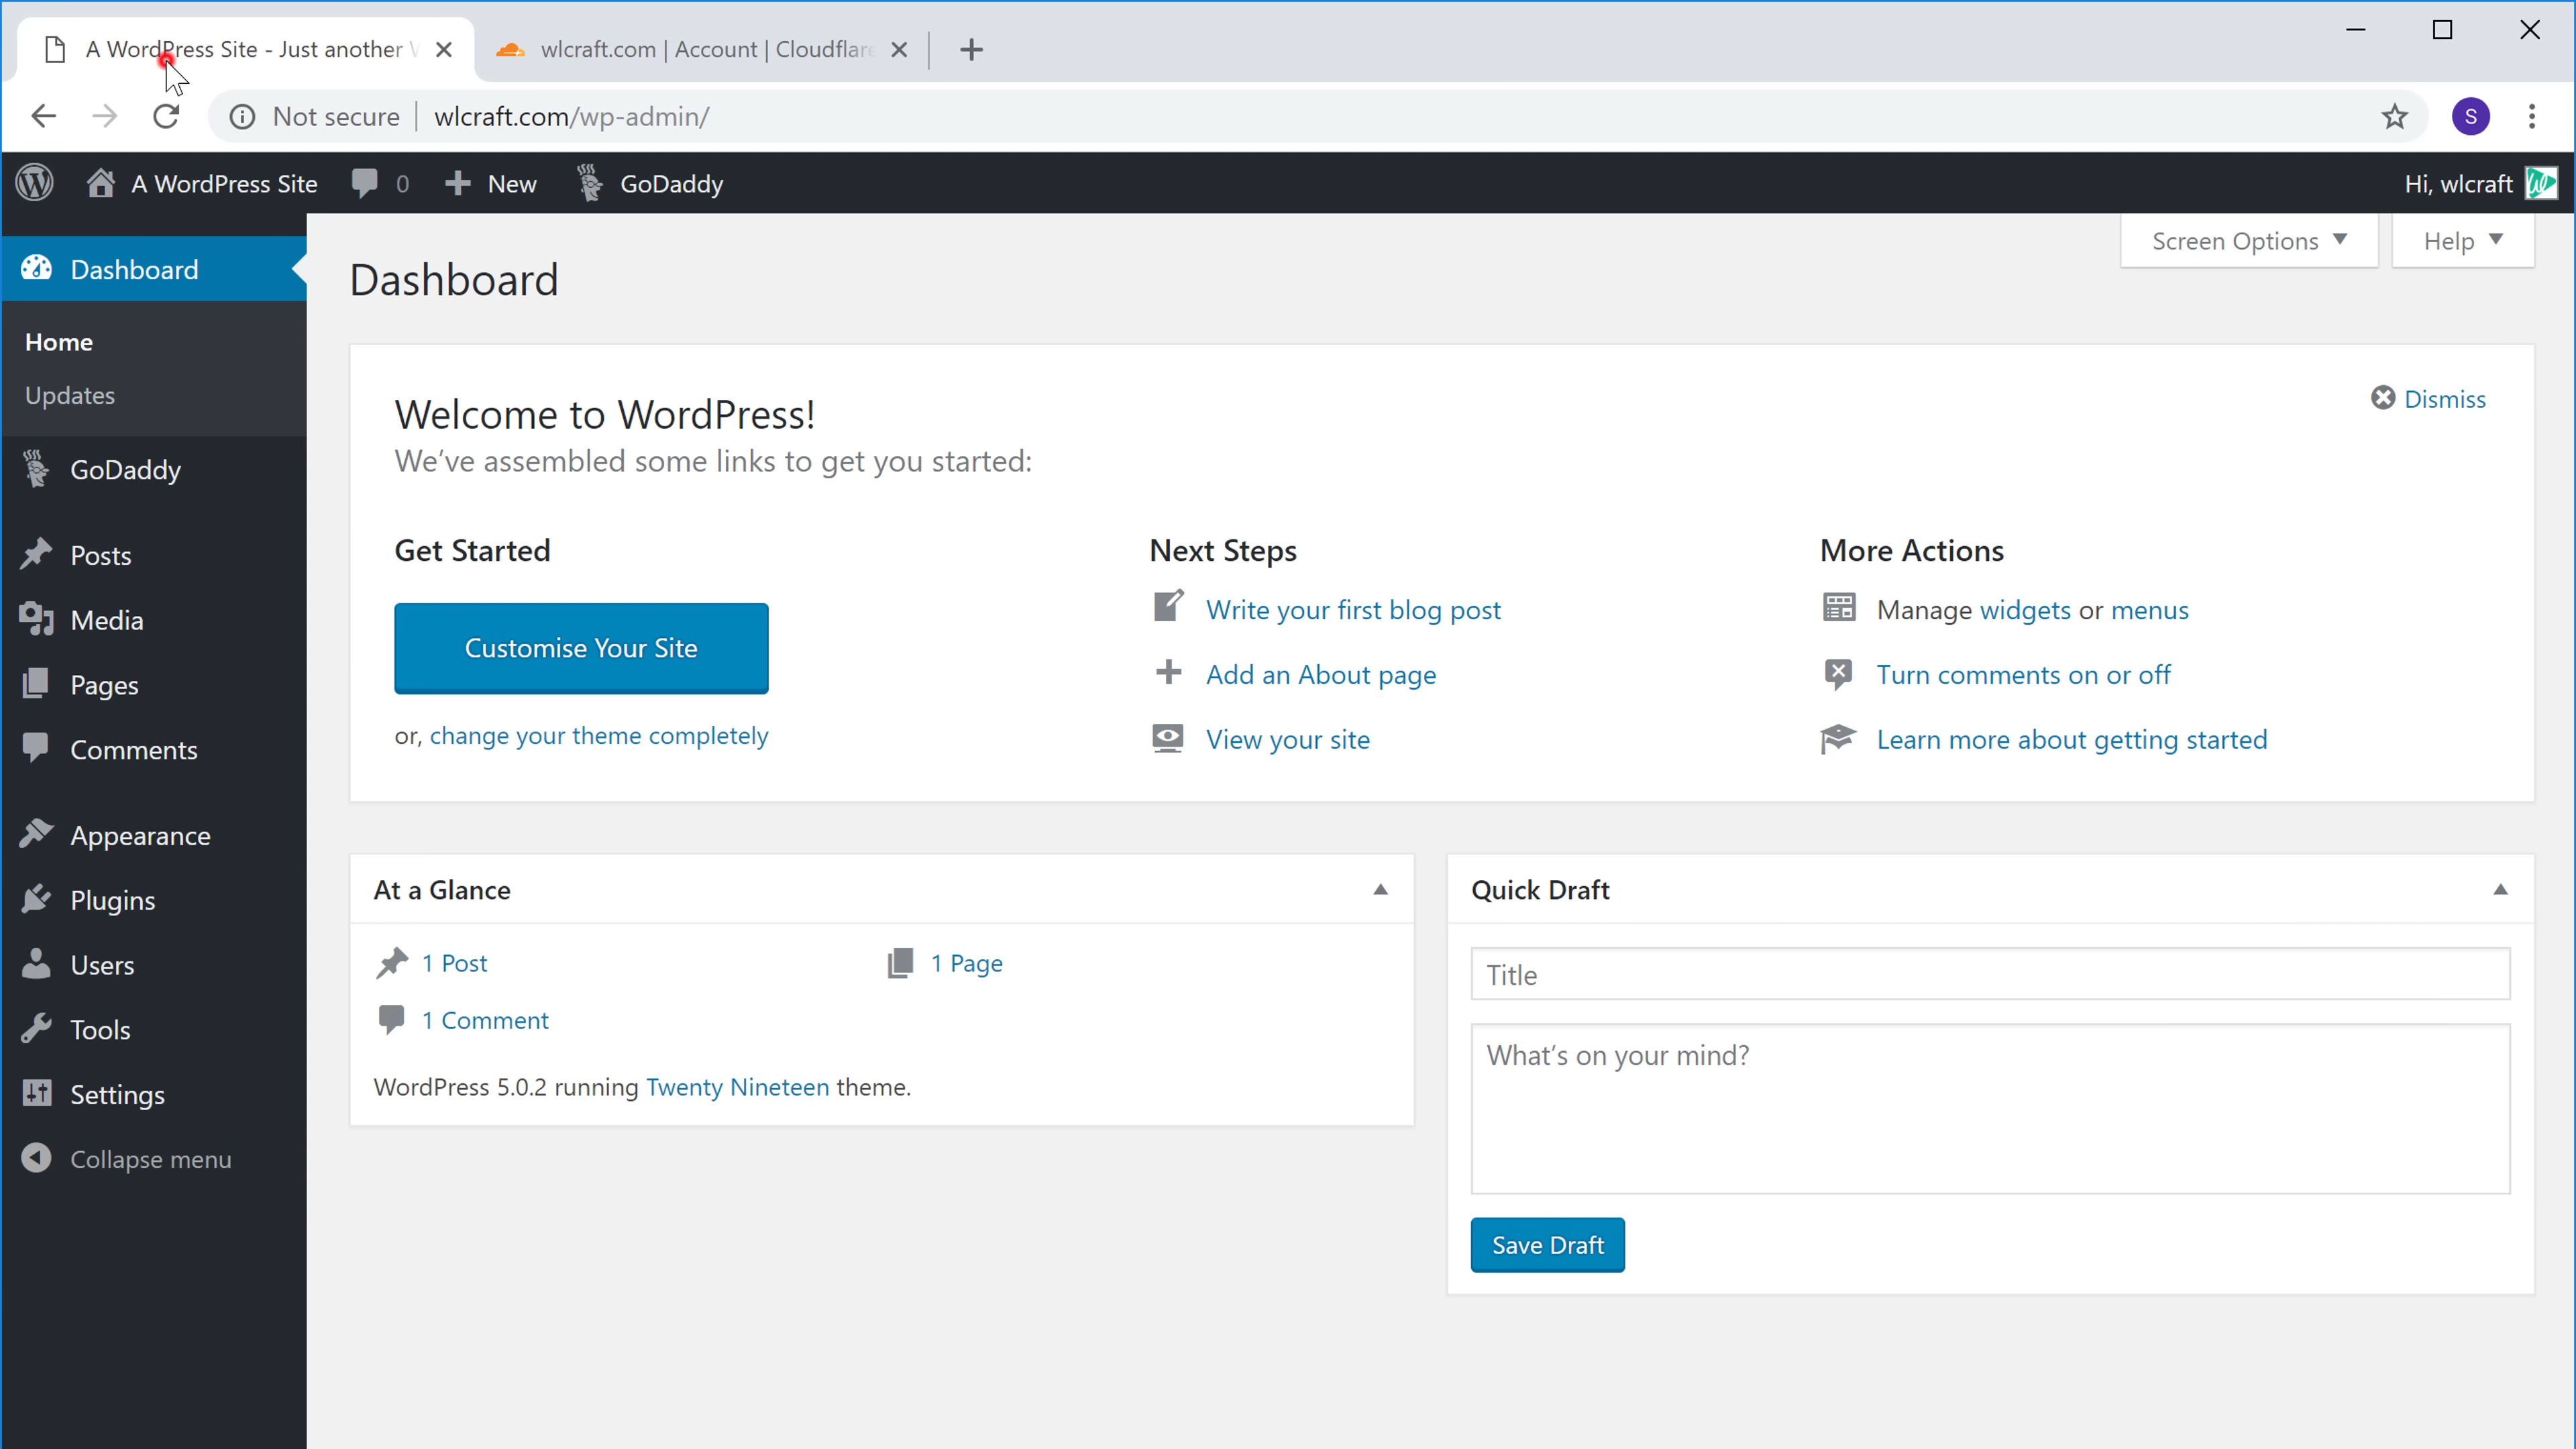 A WordPress Site - Just another
wlcraft.com | Account | Cloudflare
Not secure wlcraft.com/wp-admin/
S
A WordPress Site 0 New GoDaddy Hi, wlcraft
Dashboard
Home
Updates
GoDaddy
Posts
Media
Pages
Comments
Appearance
Plugins
Users
Tools
Settings
Collapse menu
Screen Options Help
Dashboard
Welcome to WordPress!
Dismiss
We've assembled some links to get you started:
Get Started
Customise Your Site
or, change your theme completely
Next Steps
Write your first blog post
Add an About page
View your site
More Actions
Manage widgets or menus
Turn comments on or off
Learn more about getting started
At a Glance
1 Post 1 Page
1 Comment
WordPress 5.0.2 running Twenty Nineteen theme.
Quick Draft
Title
What's on your mind?
Save Draft